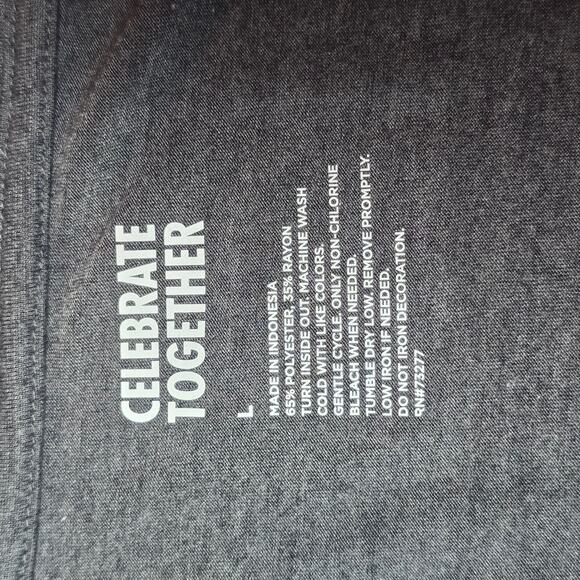 CELEBRATE
TOGETHER
L
MADE IN INDONESIA
65% POLYESTER, 35% RAYON
TURN INSIDE OUT. MACHINE WASH
COLD WITH LIKE COLORS.
GENTLE CYCLE. ONLY NON-CHLORINE
BLEACH WHEN NEEDED.
TUMBLE DRY LOW. REMOVE PROMPTLY.
LOW IRON IF NEEDED.
DO NOT IRON DECORATION.
RN#73277